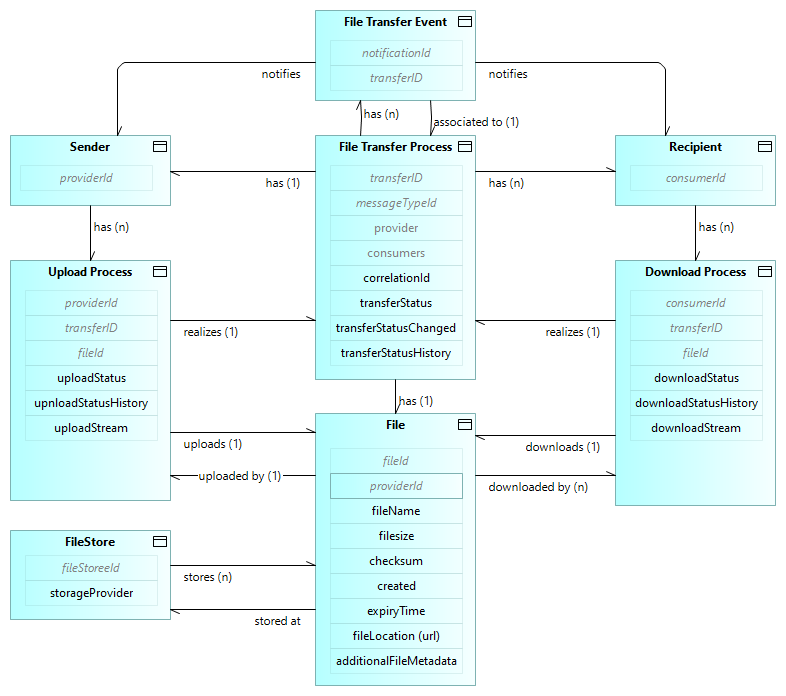 File Transfer Event
notificationId
transferID
notifies
notifies
has (n)
associated to (1)
Sender
providerId
File Transfer Process
transferID
messageTypeId
provider
consumers
correlationId
transferStatus
transferStatusChanged
transferStatusHistory
Recipient
consumerId
has (1)
has (n)
has (n)
has (n)
Upload Process
providerId
transferID
fileId
uploadStatus
upnloadStatusHistory
uploadStream
realizes (1)
realizes (1)
Download Process
consumerId
transferID
fileId
downloadStatus
downloadStatusHistory
downloadStream
has (1)
uploads (1)
uploaded by (1)
downloads (1)
downloaded by (n)
File
fileId
providerId
fileName
filesize
checksum
created
expiryTime
fileLocation (url)
additionalFileMetadata
FileStore
fileStoreeId
storageProvider
stores (n)
stored at